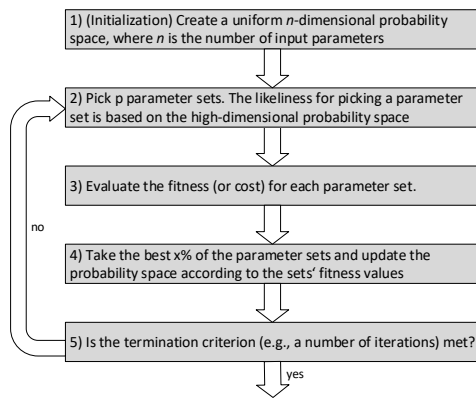 1) (Initialization) Create a uniform n-dimensional probability
space, where n is the number of input parameters
2) Pick p parameter sets. The likeliness for picking a parameter
set is based on the high-dimensional probability space
3) Evaluate the fitness (or cost) for each parameter set.
no
4) Take the best x% of the parameter sets and update the
probability space according to the sets‘ fitness values
5) Is the termination criterion (e.g., a number of iterations) met?
yes